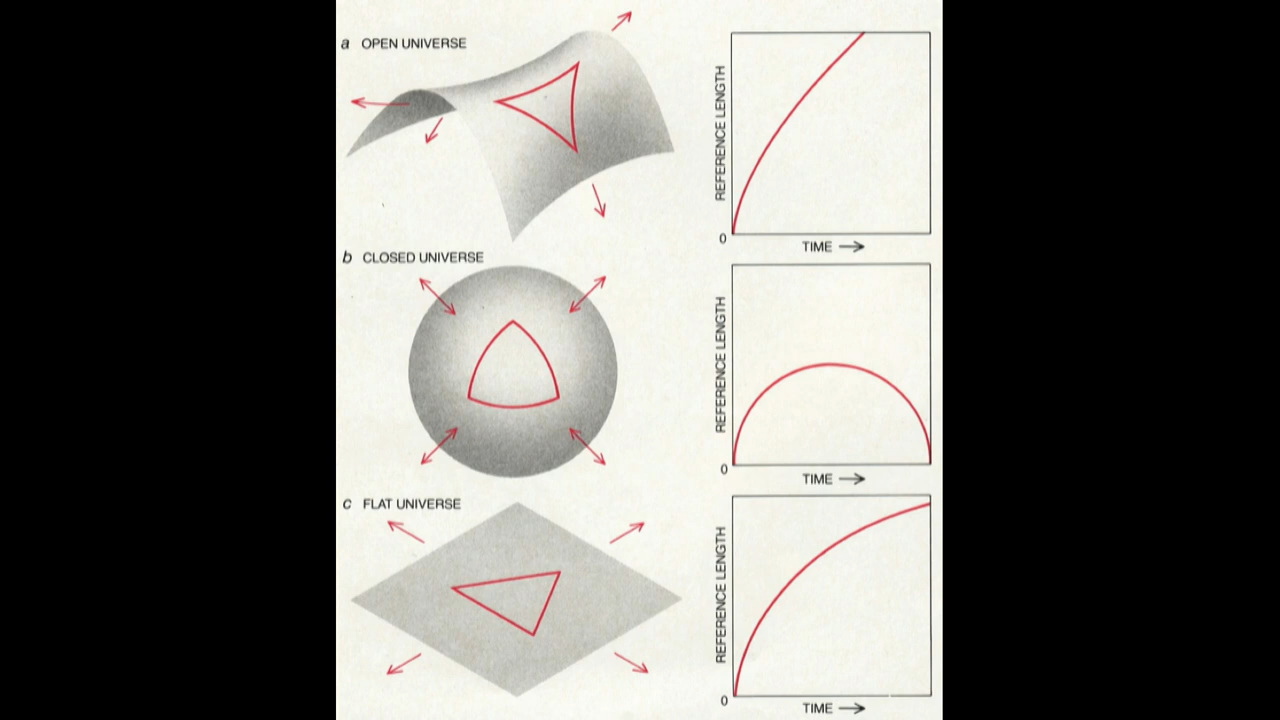 a OPEN UNIVERSE
REFERENCE LENGTH
0
TIME
b CLOSED UNIVERSE
REFERENCE LENGTH
0
TIME
c FLAT UNIVERSE
REFERENCE LENGTH
0
TIME